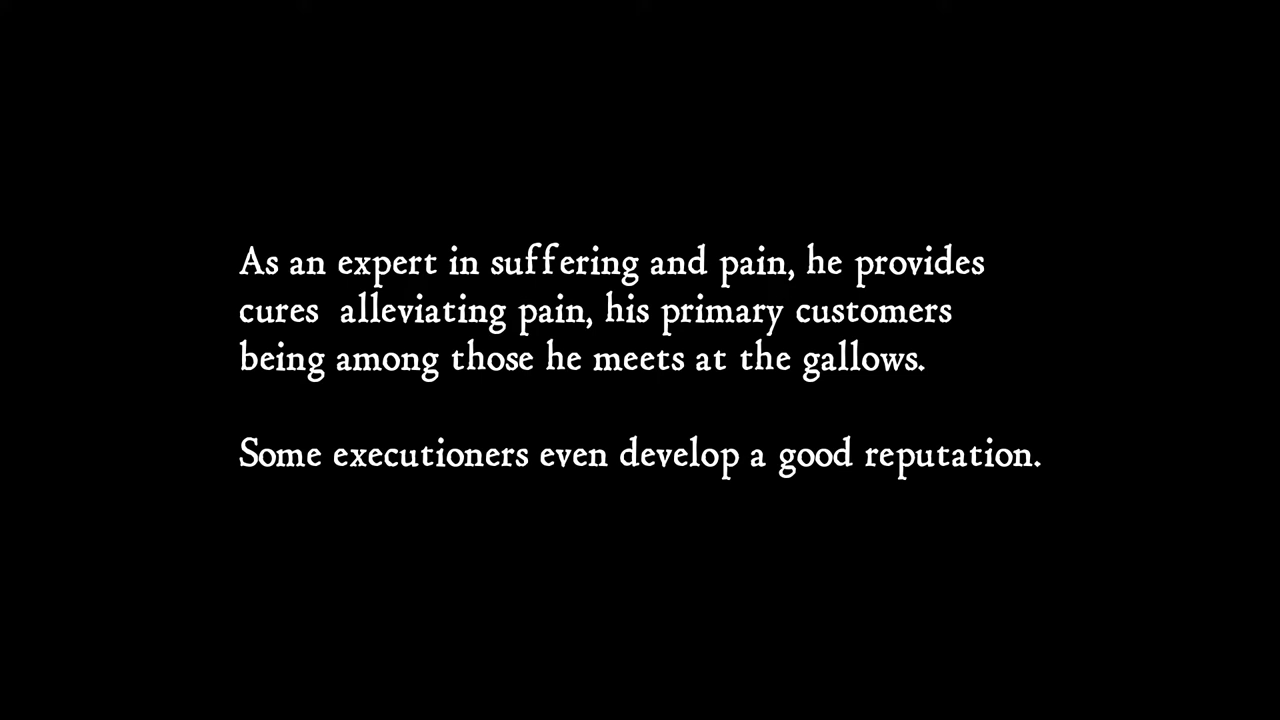 As an expert in suffering and pain, he provides
cures  alleviating pain, his primary customers
being among those he meets at the gallows.
Some executioners even develop a good reputation.